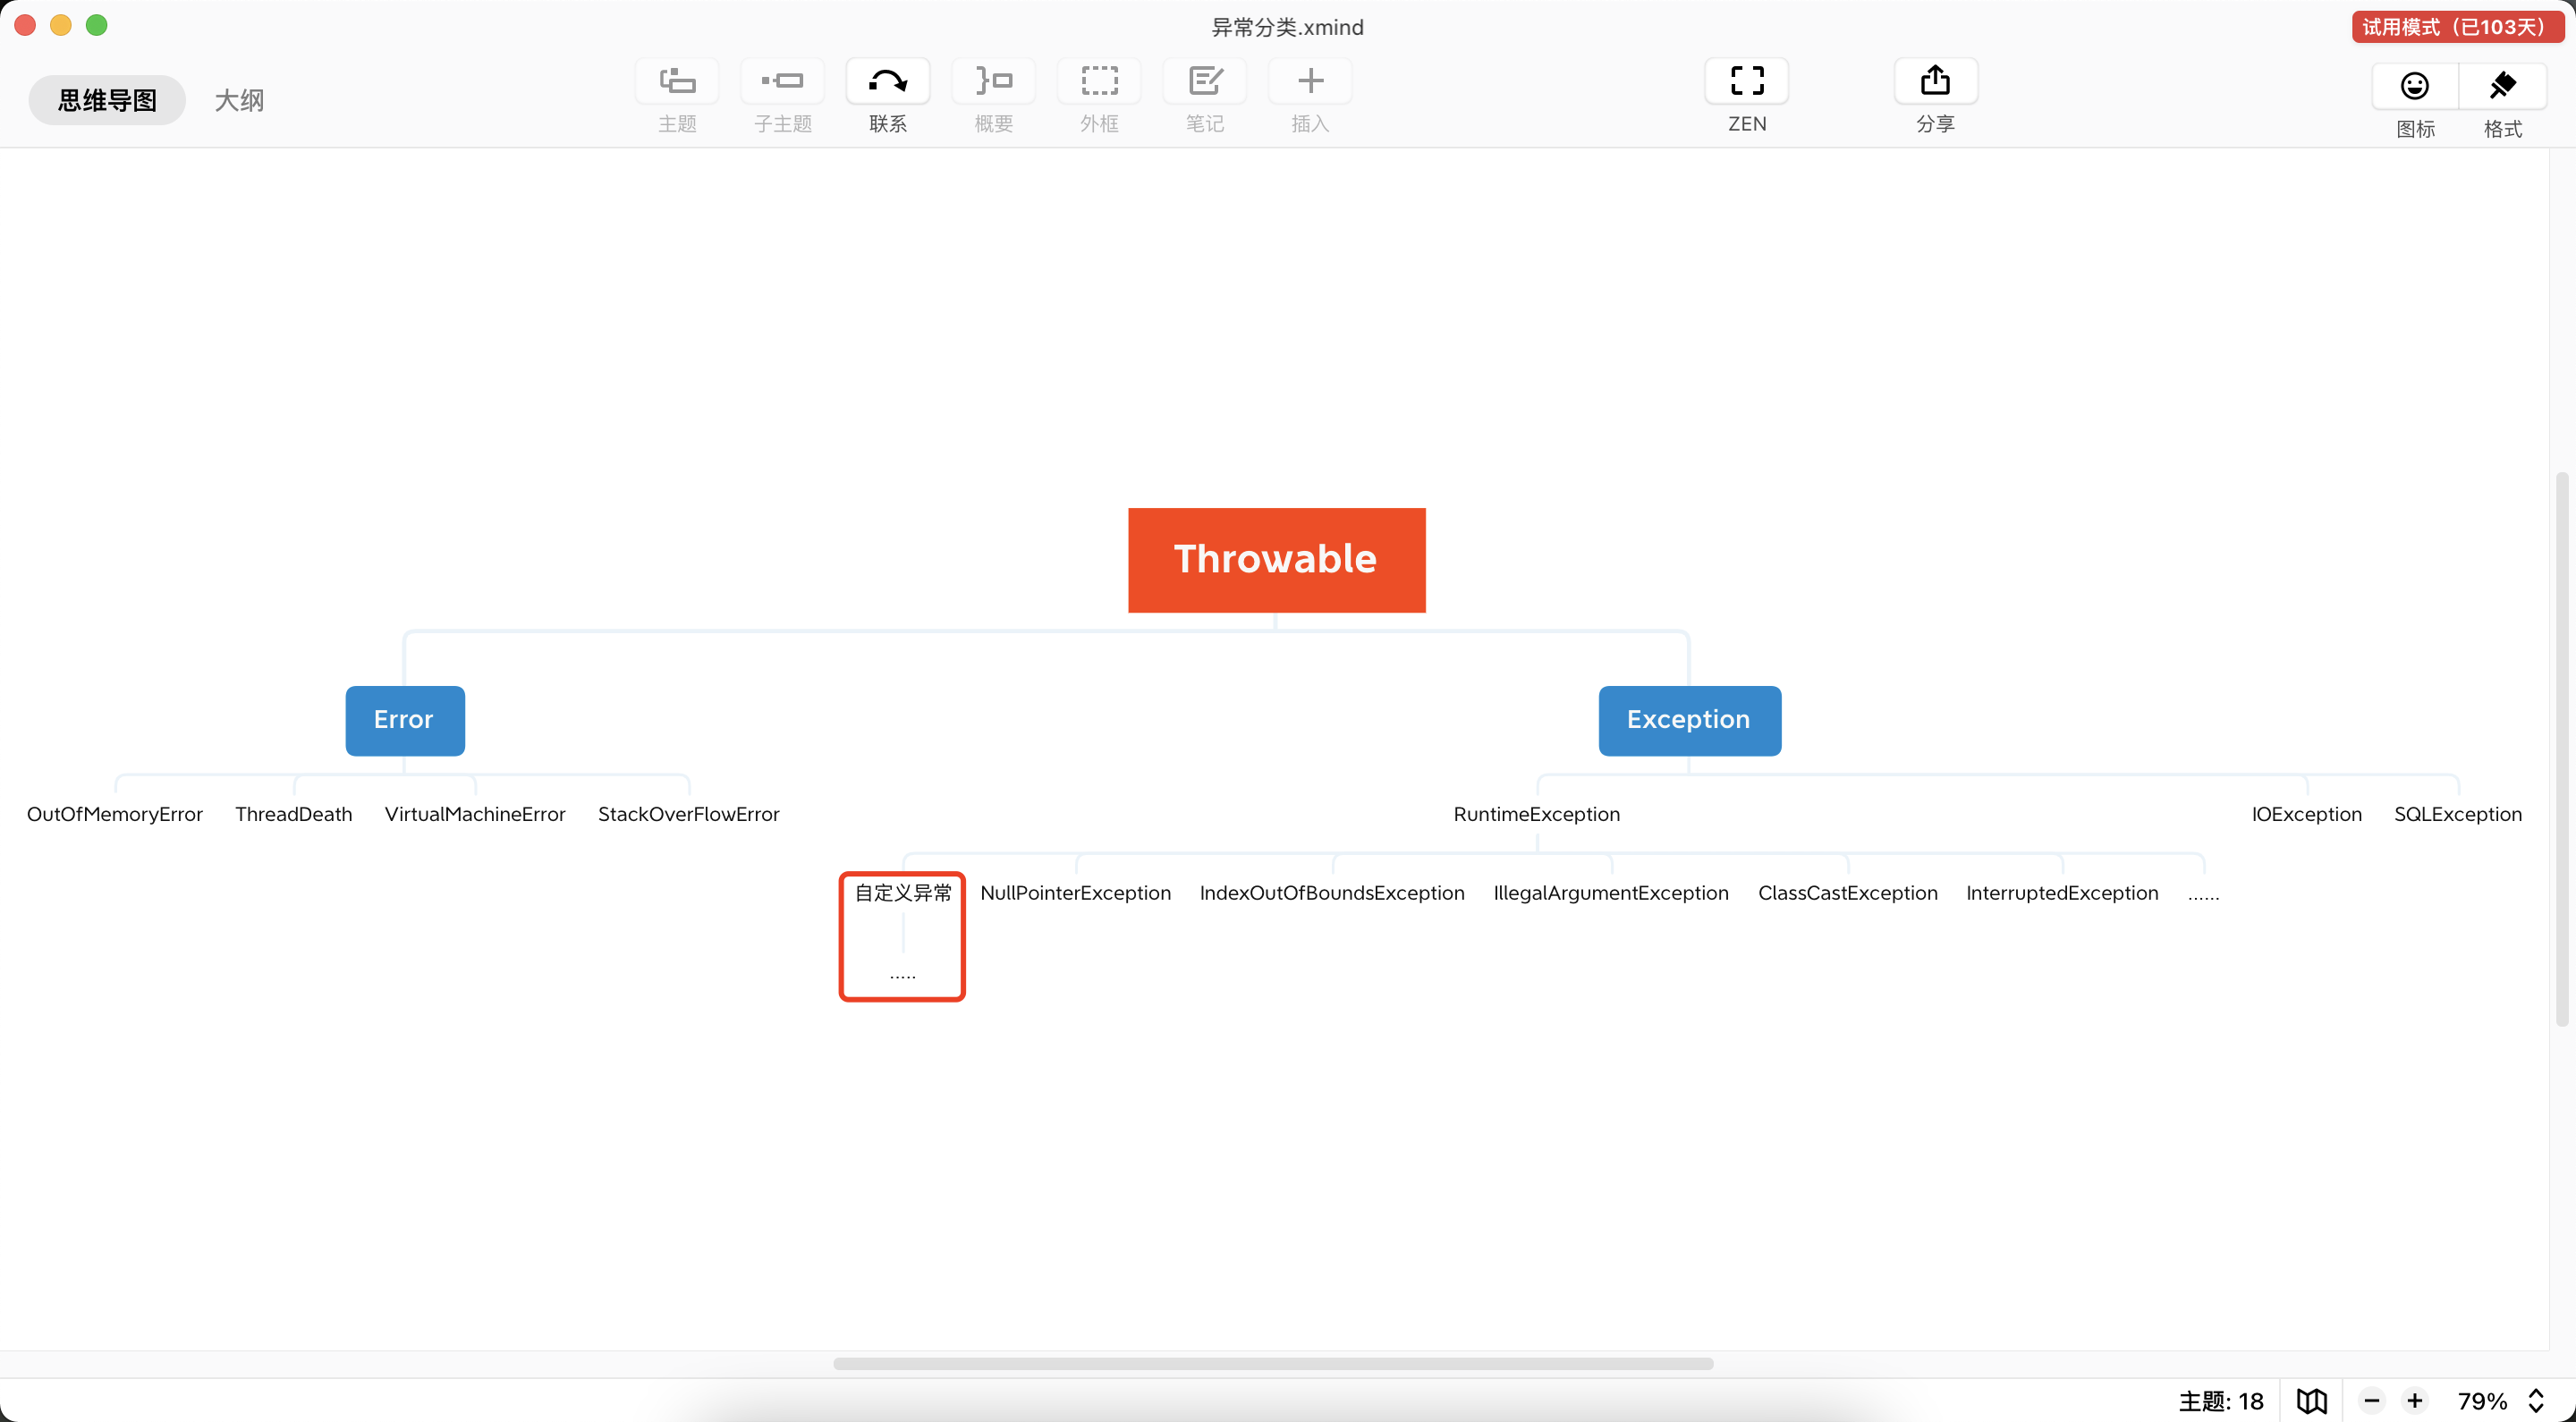 异常分类.xmind
试用模式（已103天）
思维导图 大纲
主题 子主题 联系 概要 外框 笔记 插入 ZEN 分享 图标 格式
Throwable
Error Exception
OutOfMemoryError ThreadDeath VirtualMachineError StackOverFlowError RuntimeException IOException SQLException
自定义异常 NullPointerException IndexOutOfBoundsException IllegalArgumentException ClassCastException InterruptedException ......
.....
主题: 18 79%